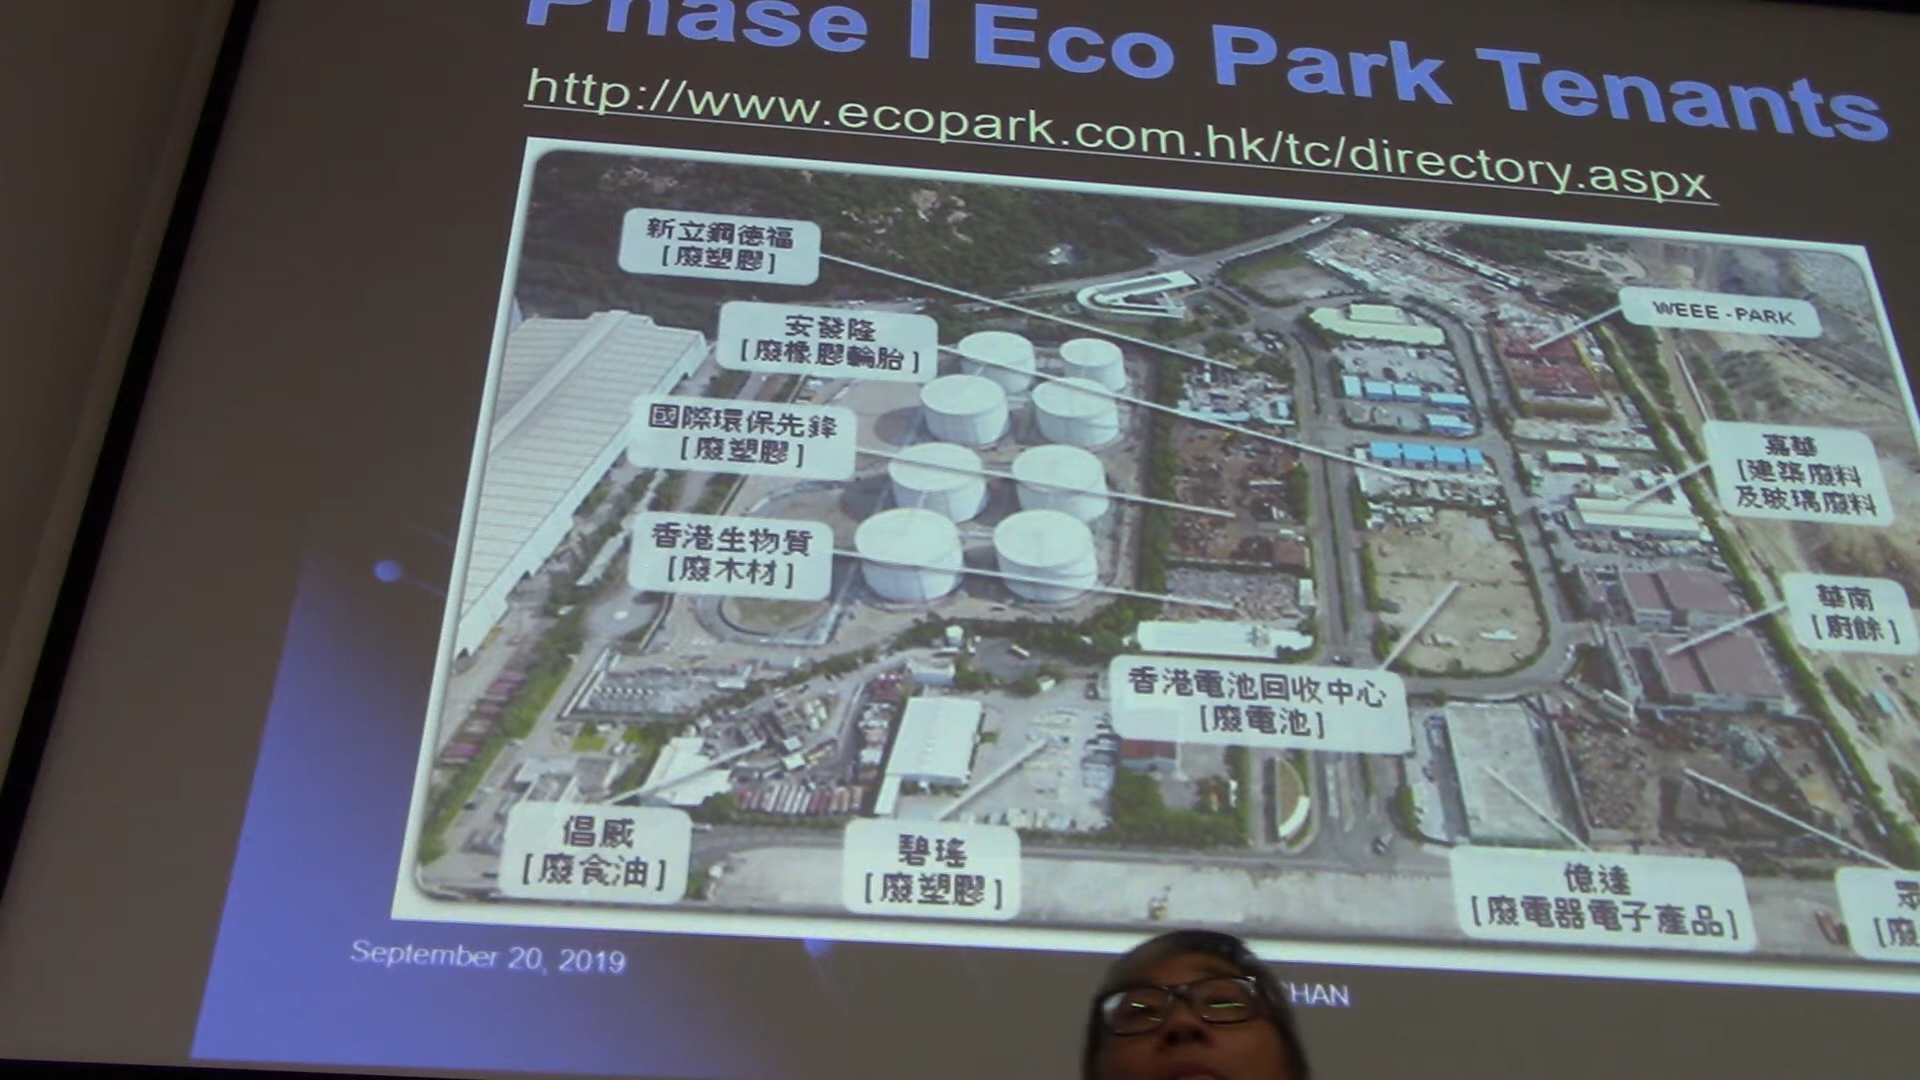 Phase I Eco Park Tenants
http://www.ecopark.com.hk/tc/directory.aspx
新立鋼德福
[廢塑膠]
安發隆
[廢橡膠輪胎]
國際環保先鋒
[廢塑膠]
香港生物質
[廢木材]
WEEE-PARK
嘉華
[建築廢料
及玻璃廢料
華南
[廚餘]
香港電池回收中心
[廢電池]
倡威
[廢食油]
碧瑤
[廢塑膠]
億達
[廢電器電子產品]
眾
[廢
September 20, 2019
CHAN